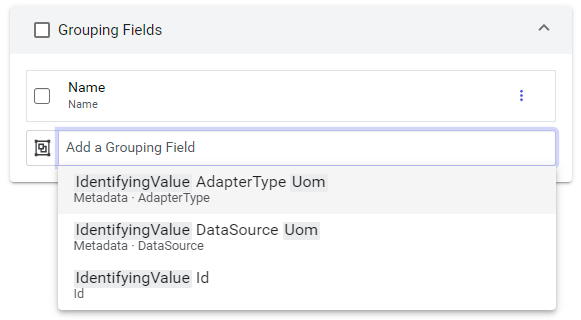 Grouping Fields
Name
Name
Add a Grouping Field
IdentifyingValue AdapterType Uom
Metadata · AdapterType
IdentifyingValue DataSource Uom
Metadata · DataSource
IdentifyingValue Id
Id